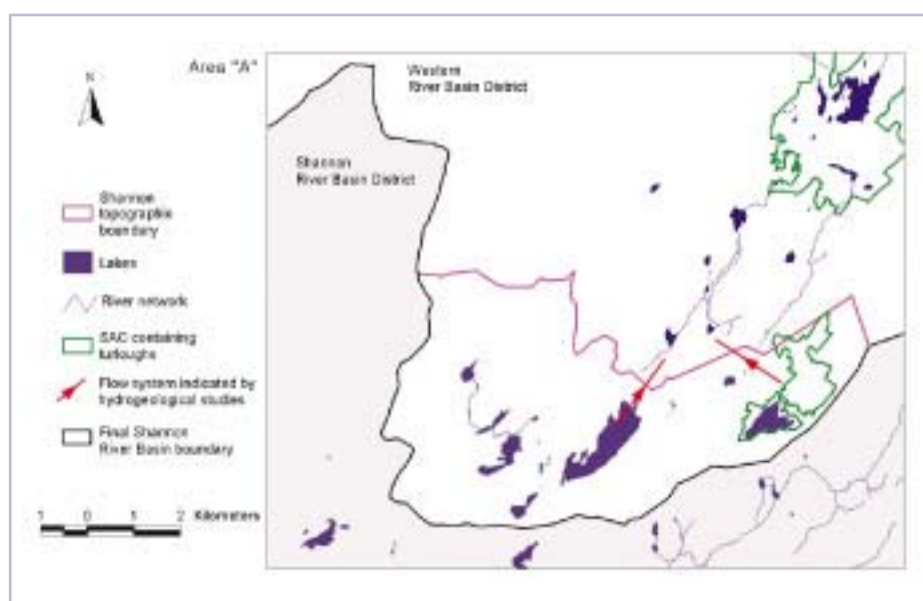 N
Area "A"
Western
River Basin District
Shannon
River Basin District
Shannon
topographic
boundary
Lakes
River network
SAC containing
turloughs
Flow system indicated by
hydrogeological studies
Final Shannon
River Basin boundary
1 0 1 2 Kilometers